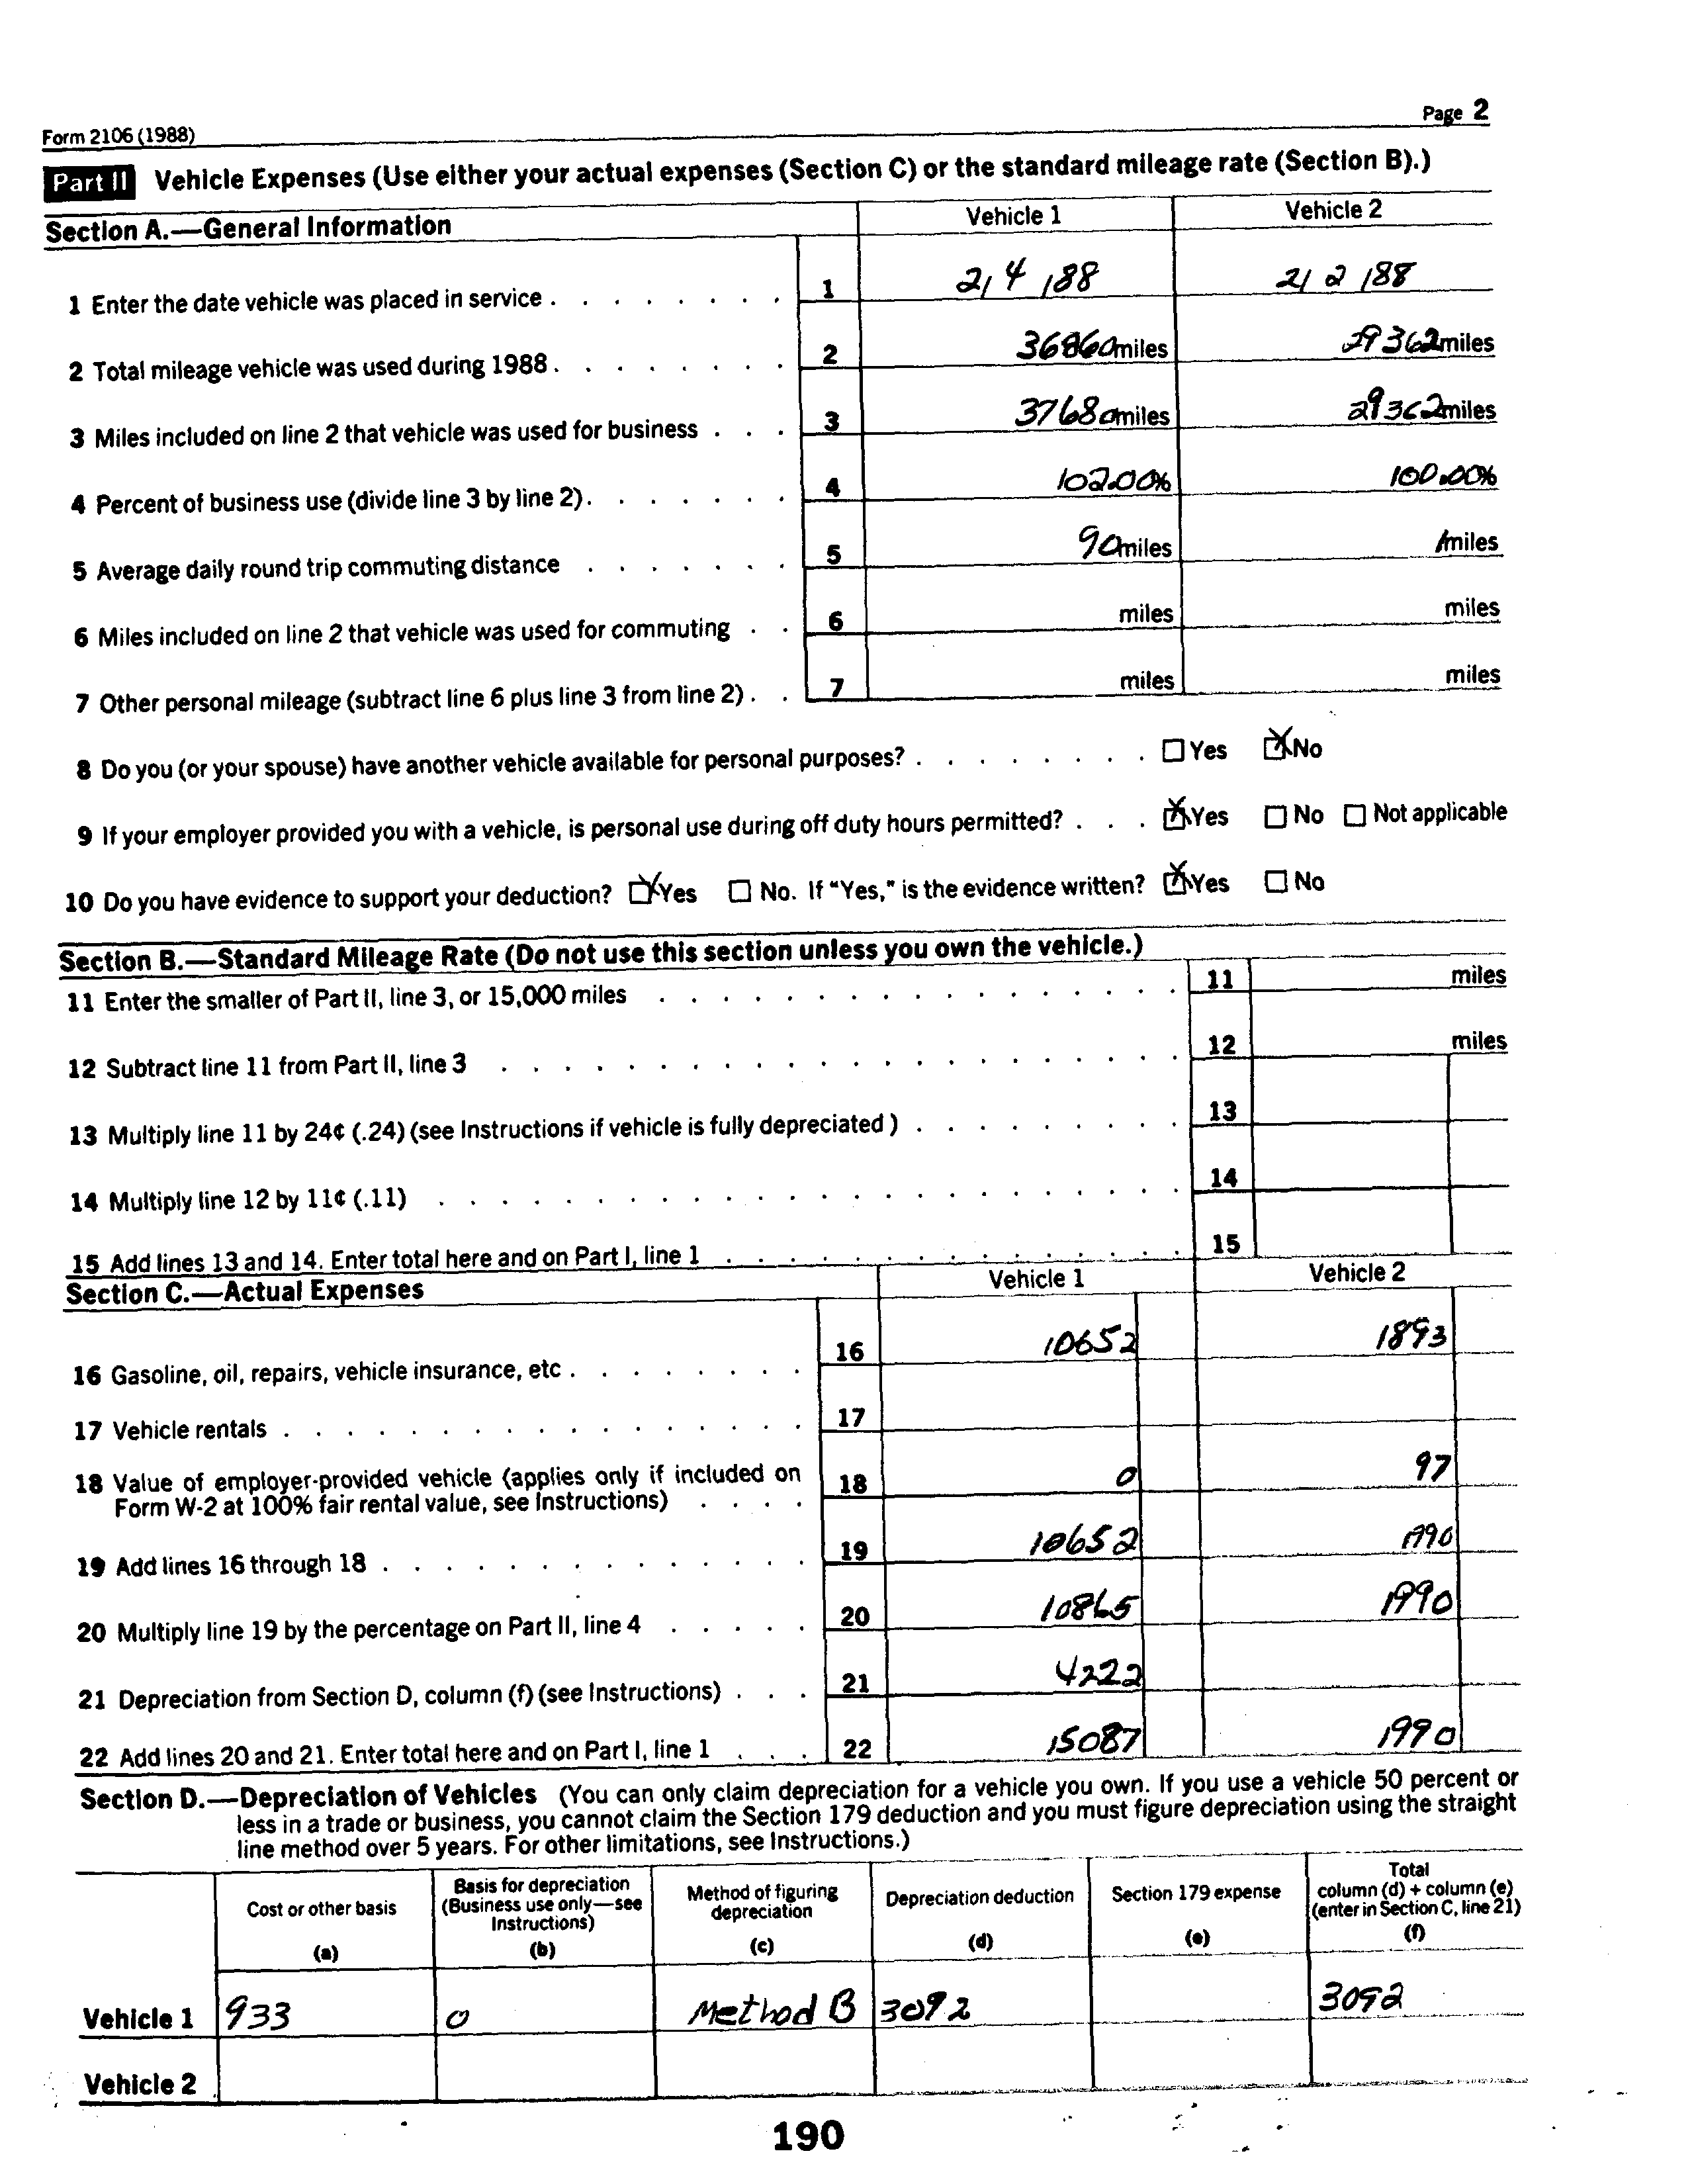 Form 2106 (1988) Page 2
Part II Vehicle Expenses (Use either your actual expenses (Section C) or the standard mileage rate (Section B).)
Section A.—General Information Vehicle 1 Vehicle 2
1 Enter the date vehicle was placed in service . . . . . . . . 1 2/4/88 2/2/88
2 Total mileage vehicle was used during 1988 . . . . . . . . 2 36860 miles 29362 miles
3 Miles included on line 2 that vehicle was used for business . . . 3 37680 miles 29362 miles
4 Percent of business use (divide line 3 by line 2) . . . . . . . 4 102.00% 100.00%
5 Average daily round trip commuting distance . . . . . . . 5 90 miles 1 miles
6 Miles included on line 2 that vehicle was used for commuting . . 6 miles miles
7 Other personal mileage (subtract line 6 plus line 3 from line 2) . . 7 miles miles
8 Do you (or your spouse) have another vehicle available for personal purposes? . . . . . . . . ☐ Yes ☒ No
9 If your employer provided you with a vehicle, is personal use during off duty hours permitted? . . . ☒ Yes ☐ No ☐ Not applicable
10 Do you have evidence to support your deduction? ☒ Yes ☐ No. If "Yes," is the evidence written? ☒ Yes ☐ No
Section B.—Standard Mileage Rate (Do not use this section unless you own the vehicle.)
11 Enter the smaller of Part II, line 3, or 15,000 miles . . . . . . . . . . . . . . . . . 11 miles
12 Subtract line 11 from Part II, line 3 . . . . . . . . . . . . . . . . . . . . . . 12 miles
13 Multiply line 11 by 24¢ (.24) (see Instructions if vehicle is fully depreciated ) . . . . . . . . . 13
14 Multiply line 12 by 11¢ (.11) . . . . . . . . . . . . . . . . . . . . . . . . 14
15 Add lines 13 and 14. Enter total here and on Part I, line 1 . . . . . . . . . . . . . . . 15
Section C.—Actual Expenses Vehicle 1 Vehicle 2
16 Gasoline, oil, repairs, vehicle insurance, etc . . . . . . . . 16 10652 1893
17 Vehicle rentals . . . . . . . . . . . . . . . . . 17
18 Value of employer-provided vehicle (applies only if included on
Form W-2 at 100% fair rental value, see Instructions) . . . . 18 0 97
19 Add lines 16 through 18 . . . . . . . . . . . . . . 19 10652 1990
20 Multiply line 19 by the percentage on Part II, line 4 . . . . . 20 10865 1990
21 Depreciation from Section D, column (f) (see Instructions) . . . 21 4222
22 Add lines 20 and 21. Enter total here and on Part I, line 1 . . . 22 15087 1990
Section D.—Depreciation of Vehicles (You can only claim depreciation for a vehicle you own. If you use a vehicle 50 percent or
less in a trade or business, you cannot claim the Section 179 deduction and you must figure depreciation using the straight
line method over 5 years. For other limitations, see Instructions.)
Cost or other basis
(a)
Basis for depreciation
(Business use only—see
Instructions)
(b)
Method of figuring
depreciation
(c)
Depreciation deduction
(d)
Section 179 expense
(e)
Total
column (d) + column (e)
(enter in Section C, line 21)
(f)
Vehicle 1 933 0 Method B 3092 3092
Vehicle 2
190